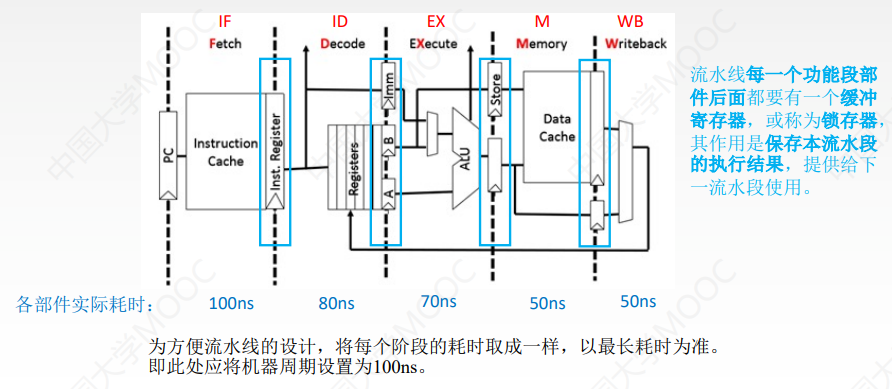 IF ID EX M WB
Fetch Decode EXecute Memory Writeback
PC
Instruction
Cache
Inst. Register
Registers
Imm
B
A
ALU
Store
Data
Cache
流水线每一个功能段部
件后面都要有一个缓冲
寄存器，或称为锁存器，
其作用是保存本流水段
的执行结果，提供给下
一流水段使用。
各部件实际耗时： 100ns 80ns 70ns 50ns 50ns
为方便流水线的设计，将每个阶段的耗时取成一样，以最长耗时为准。
即此处应将机器周期设置为100ns。
中国大学MOOC